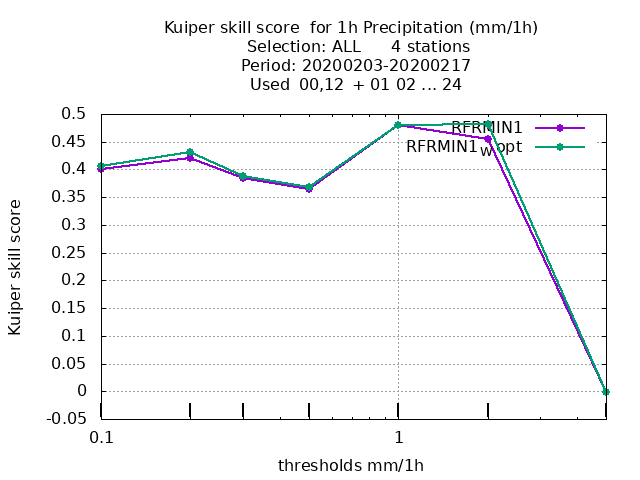 Kuiper skill score  for 1h Precipitation (mm/1h)
Selection: ALL      4 stations
Period: 20200203-20200217
Used  00,12  + 01 02 ... 24
0.5
0.45
0.4
0.35
0.3
0.25
0.2
0.15
0.1
0.05
0
-0.05
Kuiper skill score
RFRMIN1
RFRMIN1wopt
0.1
1
thresholds mm/1h